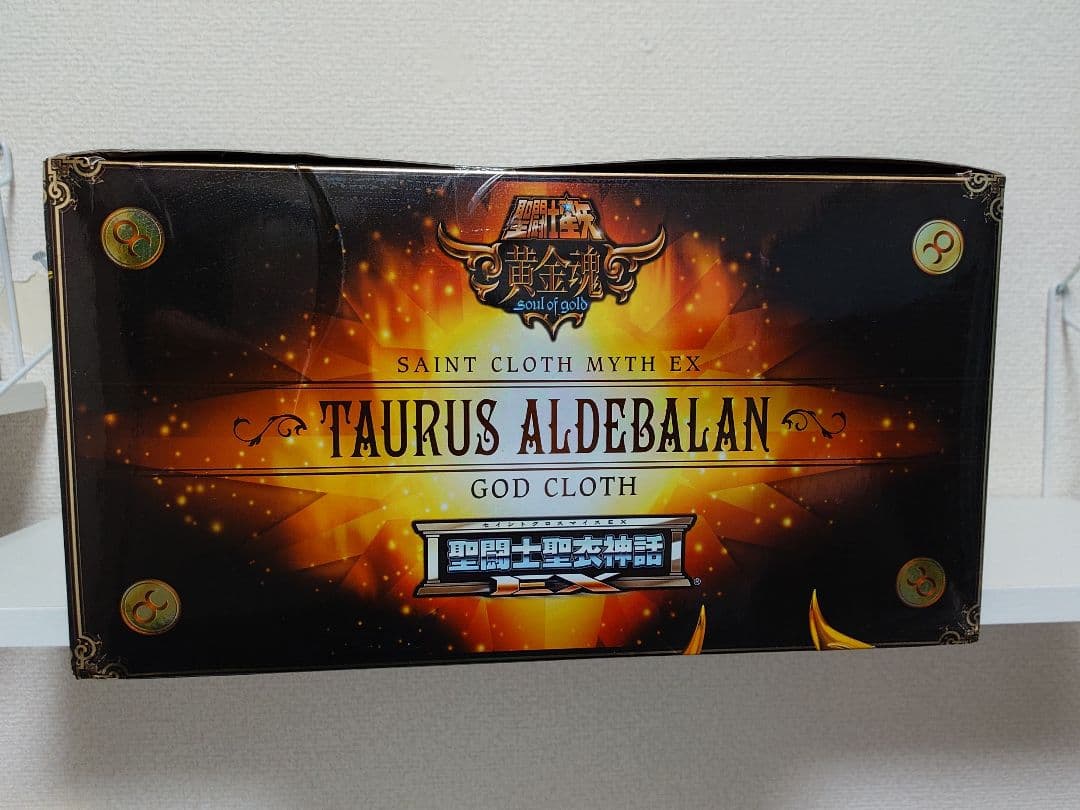 聖闘士星矢
黄金魂
soul of gold
SAINT CLOTH MYTH EX
TAURUS ALDEBALAN
GOD CLOTH
セイントクロスマイスEX
聖闘士聖衣神話
EX®